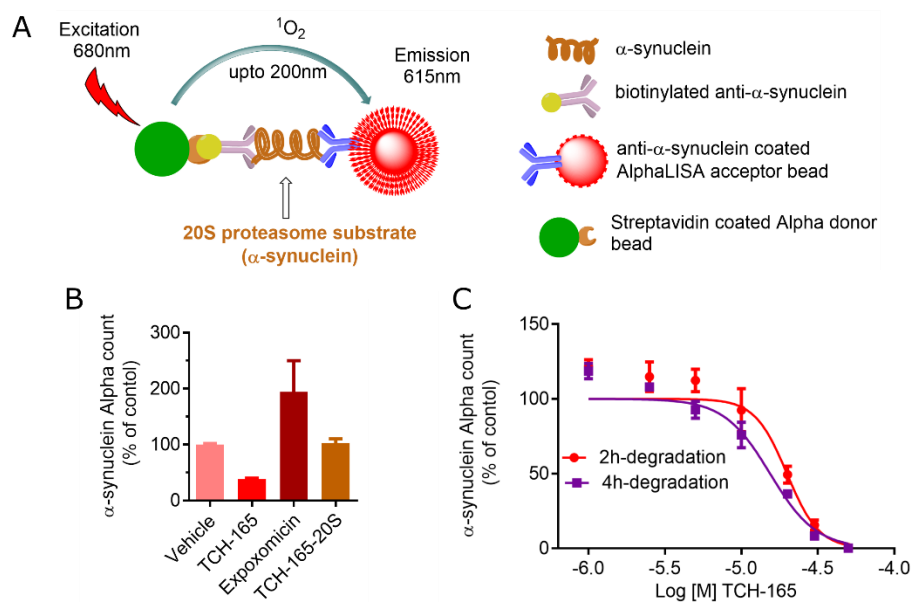 A
Excitation
680nm
¹O₂
upto 200nm
Emission
615nm
20S proteasome substrate
(α-synuclein)
α-synuclein
biotinylated anti-α-synuclein
anti-α-synuclein coated
AlphaLISA acceptor bead
Streptavidin coated Alpha donor
bead
B
α-synuclein Alpha count
(% of contol)
300
200
100
0
Vehicle
TCH-165
Expoxomicin
TCH-165-20S
C
α-synuclein Alpha count
(% of contol)
150
100
50
0
2h-degradation
4h-degradation
-6.0
-5.5
-5.0
-4.5
-4.0
Log [M] TCH-165